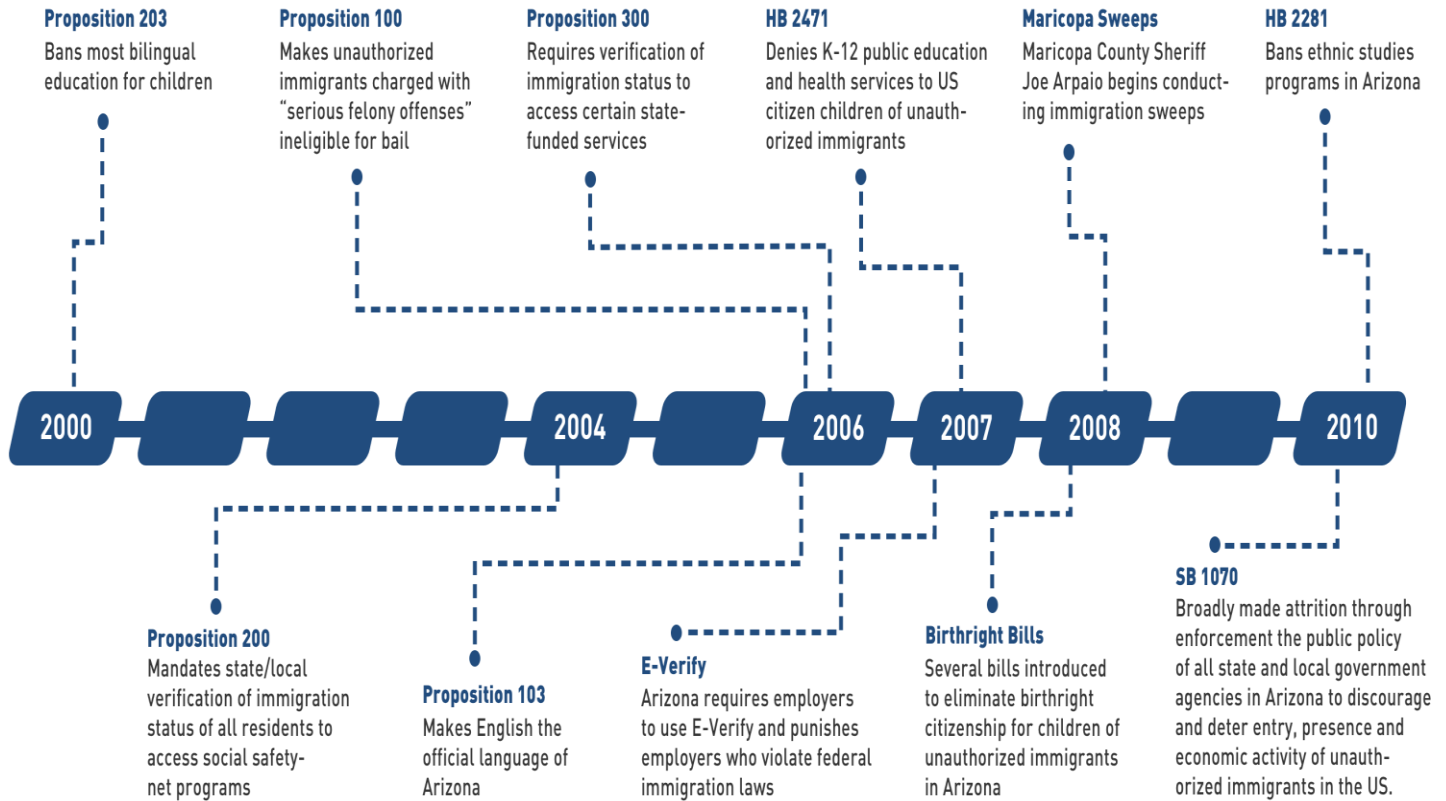 Proposition 203
Bans most bilingual
education for children
Proposition 100
Makes unauthorized
immigrants charged with
“serious felony offenses”
ineligible for bail
Proposition 300
Requires verification of
immigration status to
access certain state-
funded services
HB 2471
Denies K-12 public education
and health services to US
citizen children of unauth-
orized immigrants
Maricopa Sweeps
Maricopa County Sheriff
Joe Arpaio begins conduct-
ing immigration sweeps
HB 2281
Bans ethnic studies
programs in Arizona
2000
2004
2006
2007
2008
2010
Proposition 200
Mandates state/local
verification of immigration
status of all residents to
access social safety-
net programs
Proposition 103
Makes English the
official language of
Arizona
E-Verify
Arizona requires employers
to use E-Verify and punishes
employers who violate federal
immigration laws
Birthright Bills
Several bills introduced
to eliminate birthright
citizenship for children of
unauthorized immigrants
in Arizona
SB 1070
Broadly made attrition through
enforcement the public policy
of all state and local government
agencies in Arizona to discourage
and deter entry, presence and
economic activity of unauth-
orized immigrants in the US.